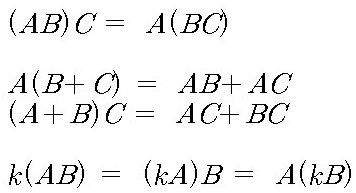 (AB)C = A(BC)
A(B+C) = AB+AC
(A+B)C = AC+BC
k(AB) = (kA)B = A(kB)